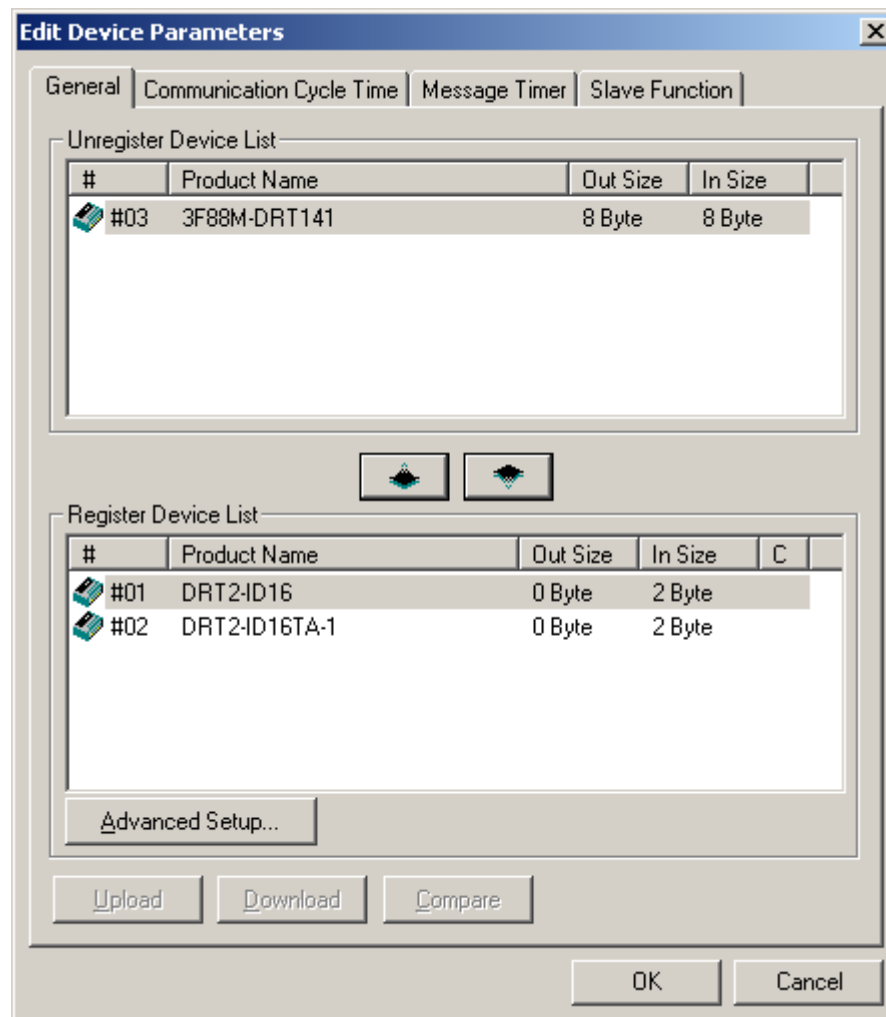 Edit Device Parameters
General Communication Cycle Time Message Timer Slave Function
Unregister Device List
# Product Name Out Size In Size
#03 3F88M-DRT141 8 Byte 8 Byte
Register Device List
# Product Name Out Size In Size C
#01 DRT2-ID16 0 Byte 2 Byte
#02 DRT2-ID16TA-1 0 Byte 2 Byte
Advanced Setup...
Upload Download Compare
OK Cancel